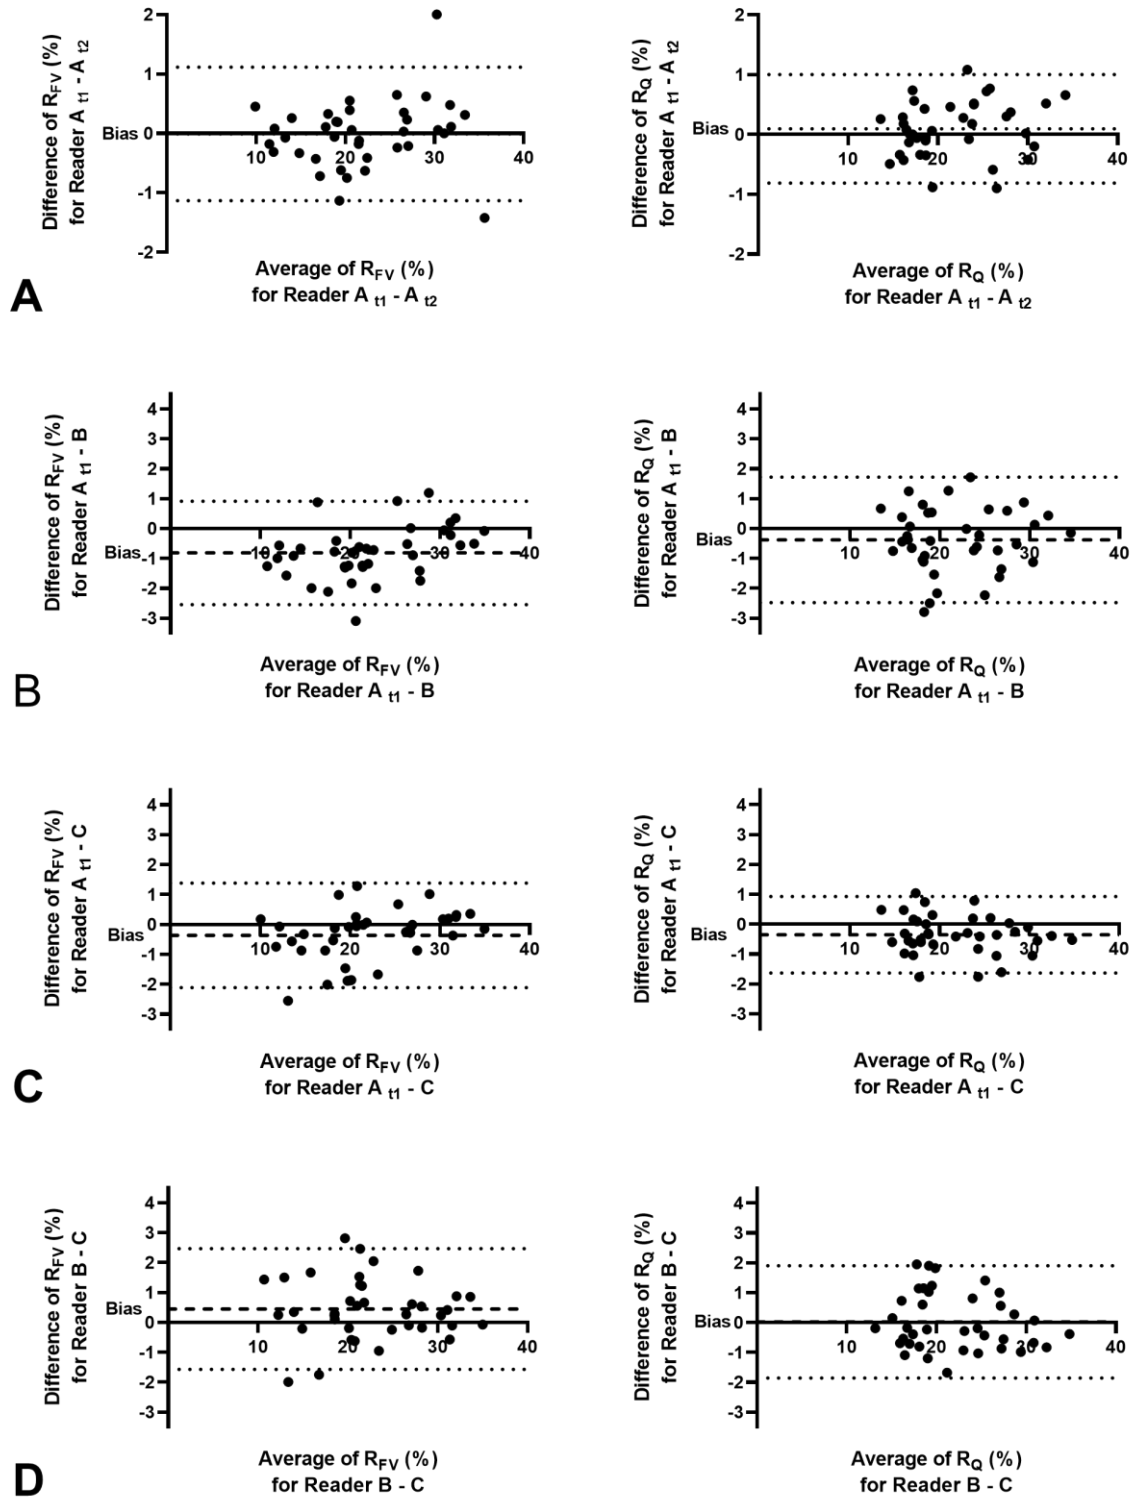 Difference of RFV (%)
for Reader A t1 - A t2
2
1
Bias
0
-1
-2
10
20
30
40
Average of RFV (%)
for Reader A t1 - A t2
A
Difference of RQ (%)
for Reader A t1 - A t2
2
1
Bias
0
-1
-2
10
20
30
40
Average of RQ (%)
for Reader A t1 - A t2
Difference of RFV (%)
for Reader A t1 - B
4
3
2
1
0
Bias
-1
-2
-3
10
20
30
40
Average of RFV (%)
for Reader A t1 - B
B
Difference of RQ (%)
for Reader A t1 - B
4
3
2
1
0
Bias
-1
-2
-3
10
20
30
40
Average of RQ (%)
for Reader A t1 - B
Difference of RFV (%)
for Reader A t1 - C
4
3
2
1
0
Bias
-1
-2
-3
10
20
30
40
Average of RFV (%)
for Reader A t1 - C
C
Difference of RQ (%)
for Reader A t1 - C
4
3
2
1
0
Bias
-1
-2
-3
10
20
30
40
Average of RQ (%)
for Reader A t1 - C
Difference of RFV (%)
for Reader B - C
4
3
2
1
Bias
0
-1
-2
-3
10
20
30
40
Average of RFV (%)
for Reader B - C
D
Difference of RQ (%)
for Reader B - C
4
3
2
1
Bias 0
-1
-2
-3
10
20
30
40
Average of RQ (%)
for Reader B - C